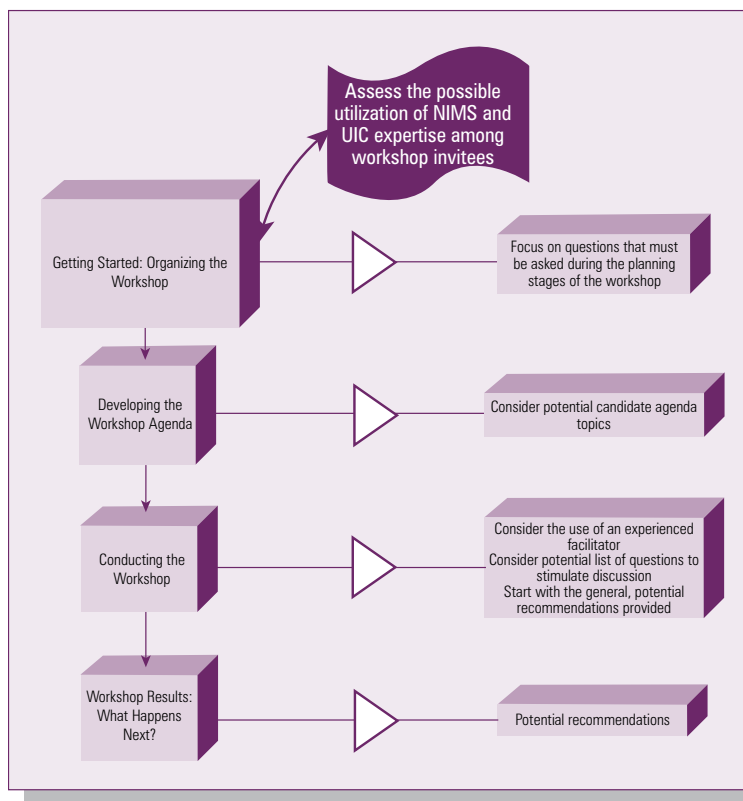 Assess the possible
utilization of NIMS and
UIC expertise among
workshop invitees
Getting Started: Organizing the
Workshop
Focus on questions that must
be asked during the planning
stages of the workshop
Developing the
Workshop Agenda
Consider potential candidate agenda
topics
Conducting the
Workshop
Consider the use of an experienced
facilitator
Consider potential list of questions to
stimulate discussion
Start with the general, potential
recommendations provided
Workshop Results:
What Happens
Next?
Potential recommendations